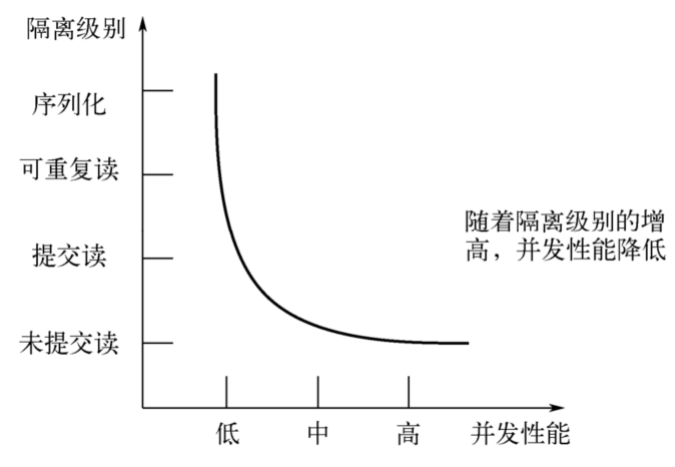 隔离级别
序列化
可重复读
提交读
未提交读
随着隔离级别的增
高，并发性能降低
低
中
高
并发性能